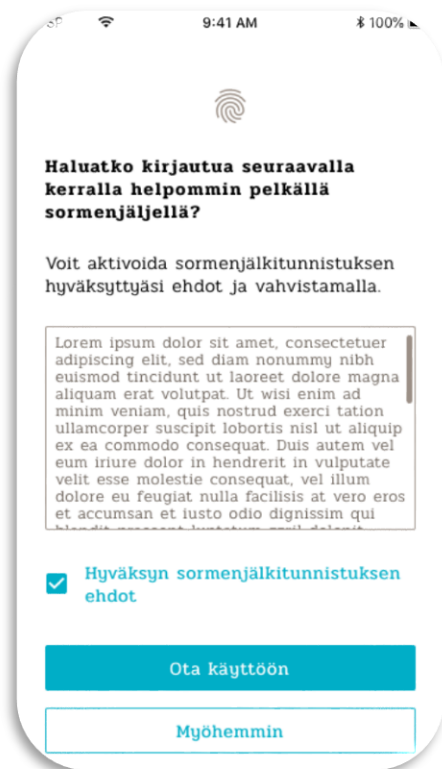 9:41 AM
100%
Haluatko kirjautua seuraavalla
kerralla helpommin pelkällä
sormenjäljellä?
Voit aktivoida sormenjälkitunnistuksen
hyväksyttyäsi ehdot ja vahvistamalla.
Lorem ipsum dolor sit amet, consectetuer
adipiscing elit, sed diam nonummy nibh
euismod tincidunt ut laoreet dolore magna
aliquam erat volutpat. Ut wisi enim ad
minim veniam, quis nostrud exerci tation
ullamcorper suscipit lobortis nisl ut aliquip
ex ea commodo consequat. Duis autem vel
eum iriure dolor in hendrerit in vulputate
velit esse molestie consequat, vel illum
dolore eu feugiat nulla facilisis at vero eros
et accumsan et iusto odio dignissim qui
Hyväksyn sormenjälkitunnistuksen
ehdot
Ota käyttöön
Myöhemmin